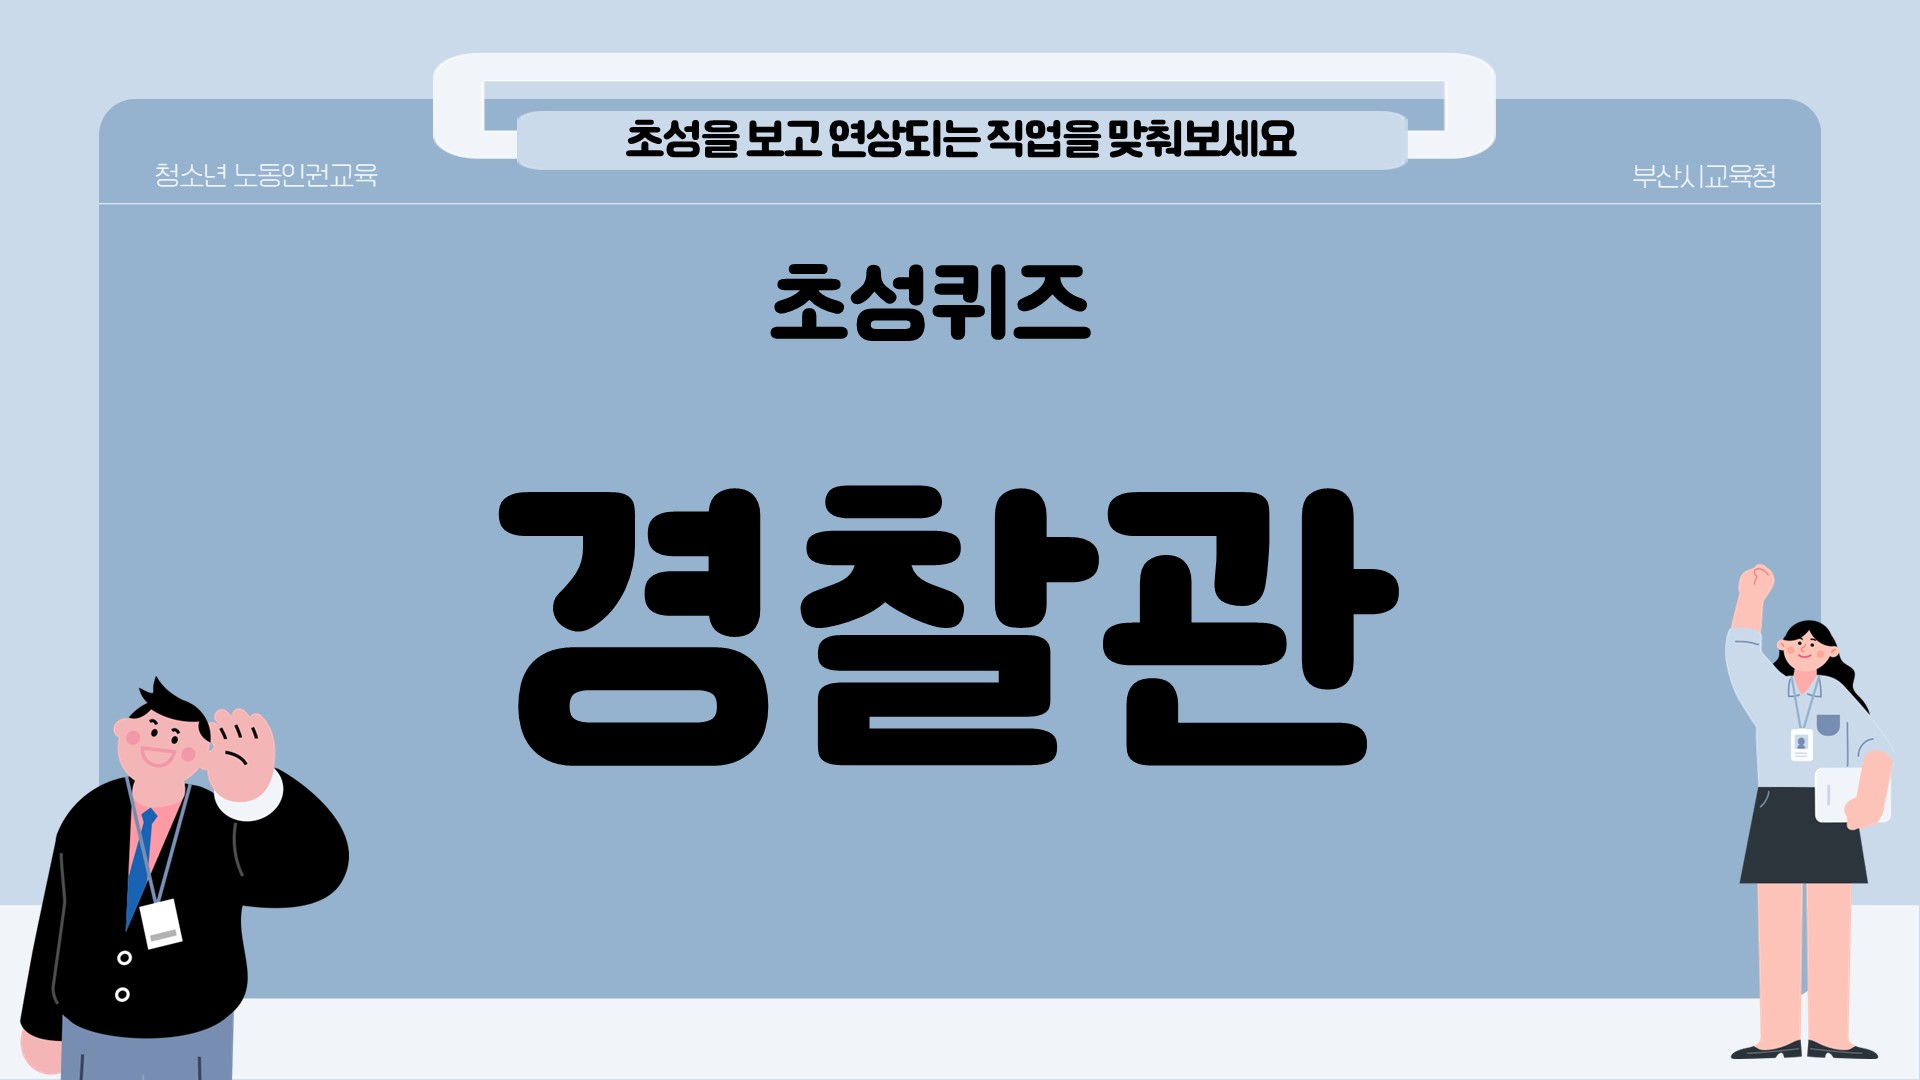 초성을 보고 연상되는 직업을 맞춰보세요
청소년 노동인권교육
부산시교육청
초성퀴즈
경찰관